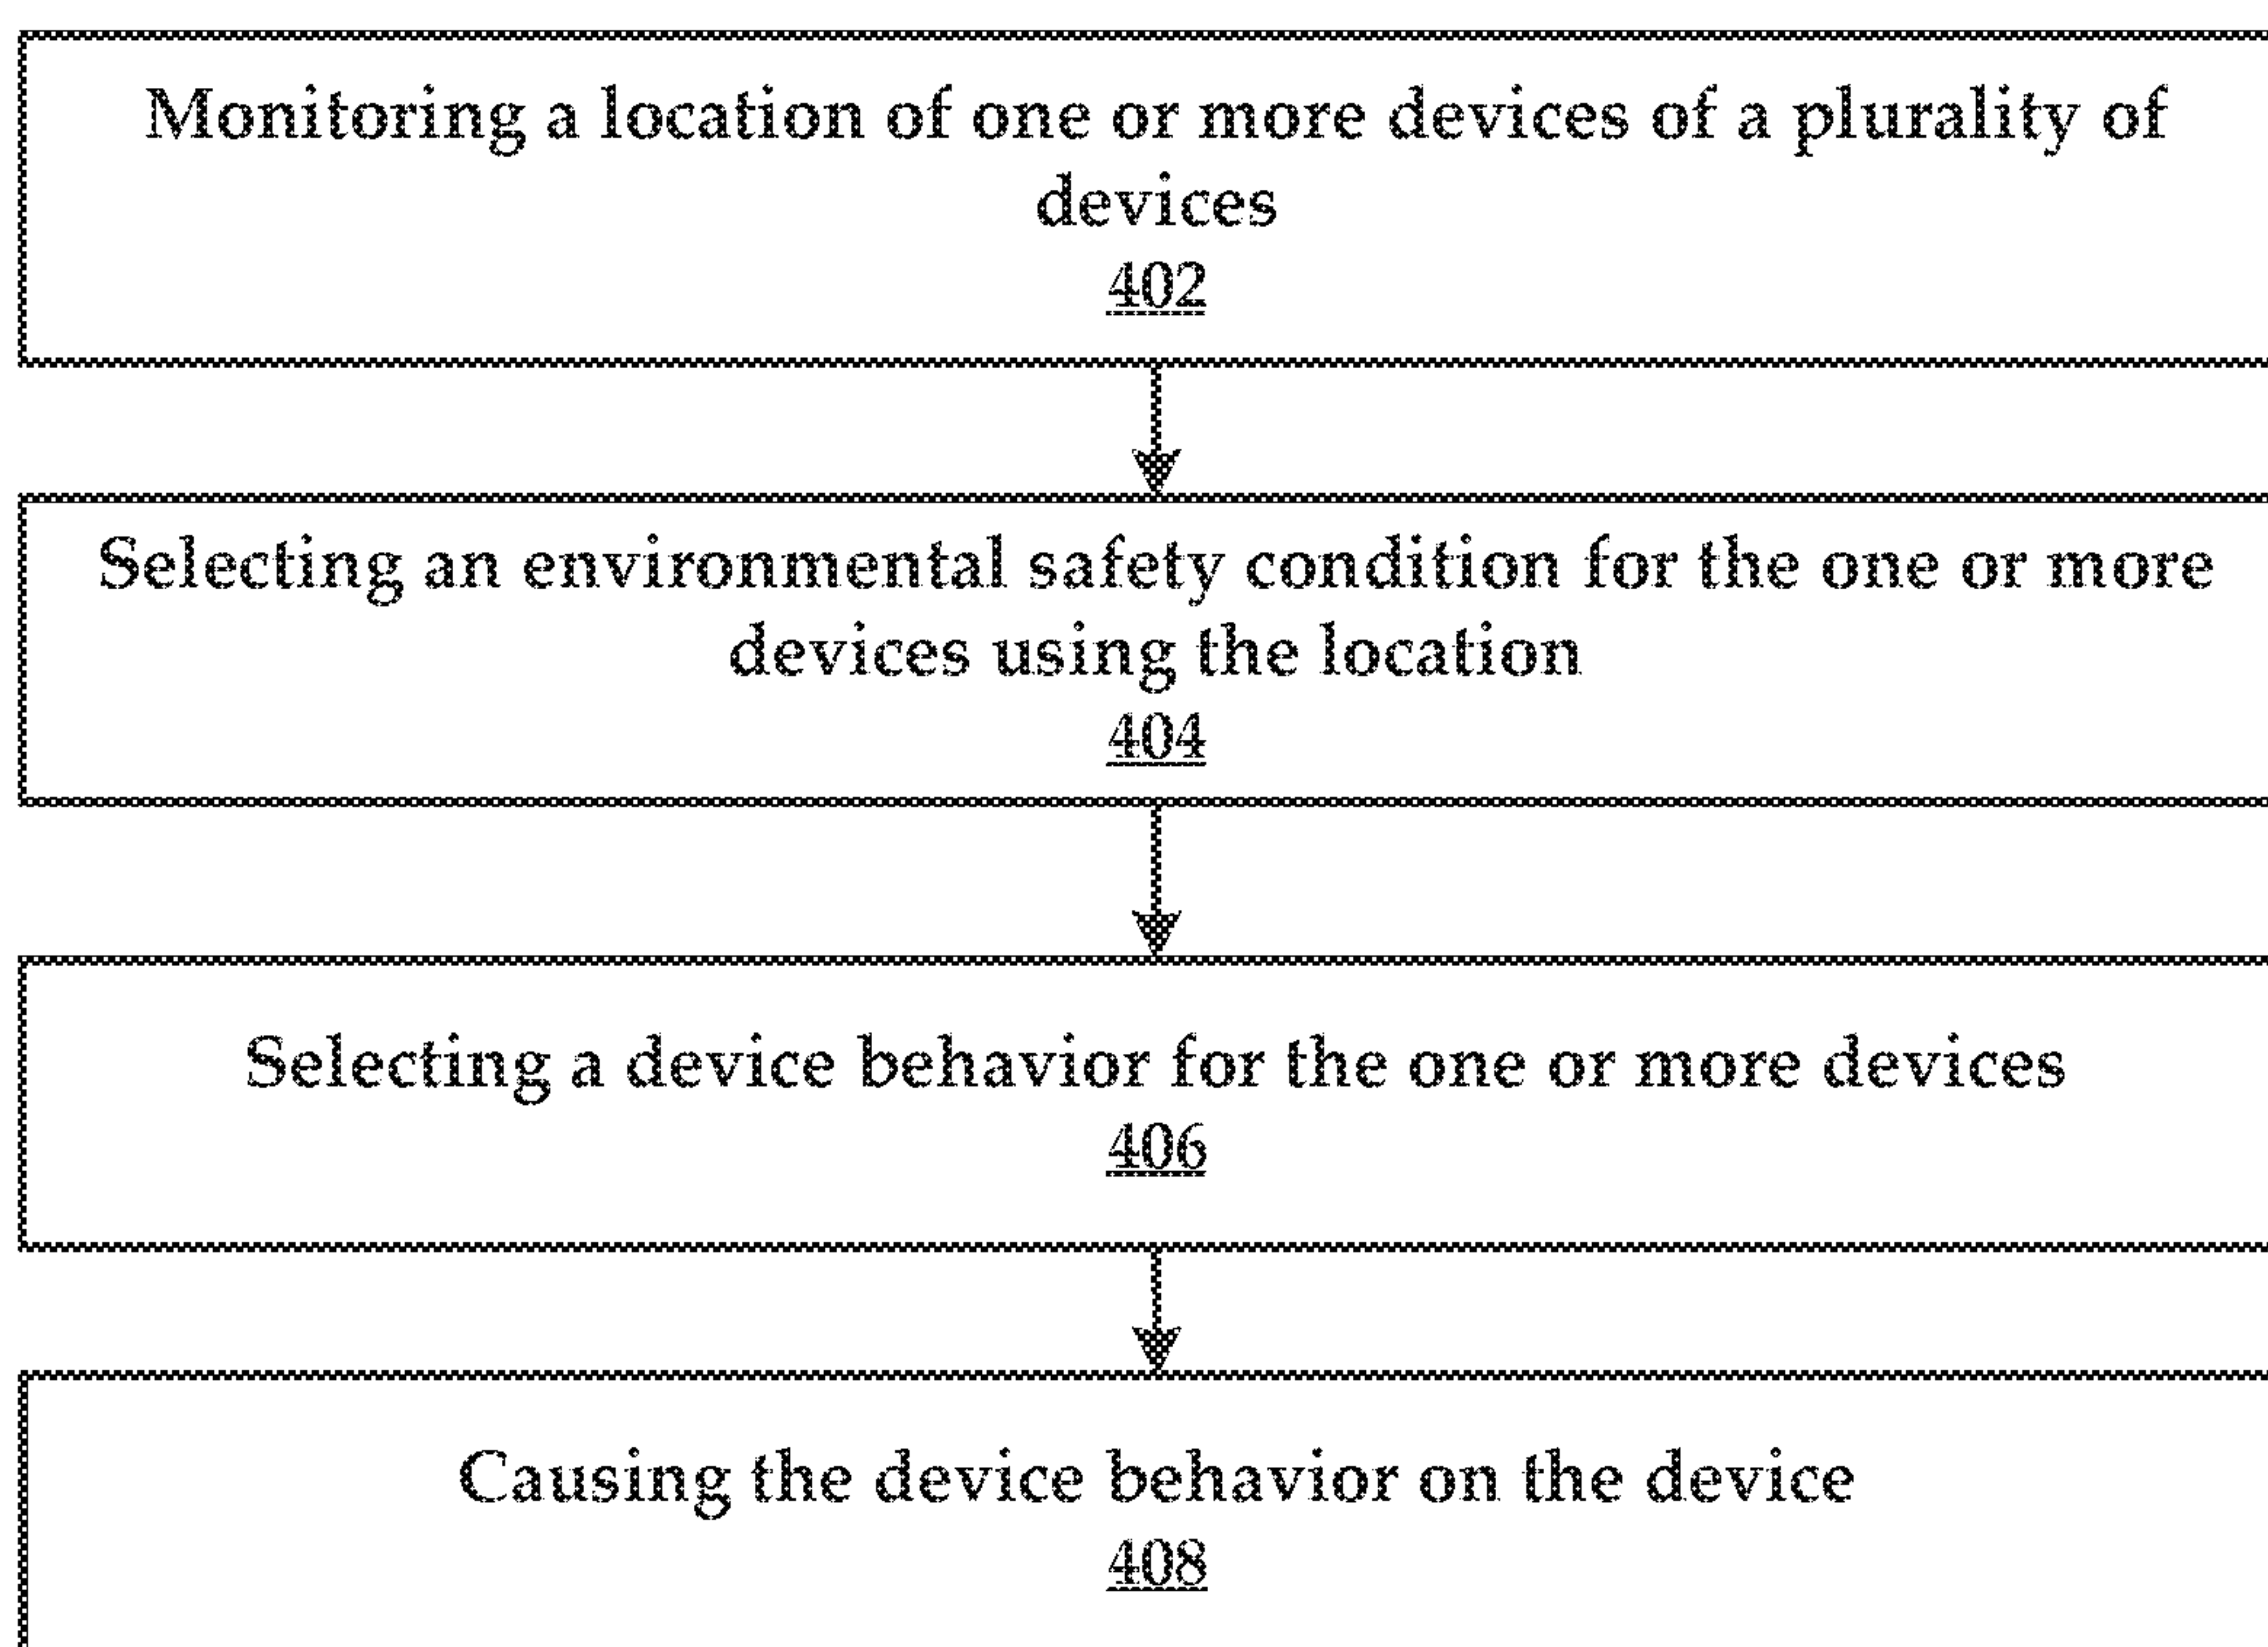 Monitoring a location of one or more devices of a plurality of
devices
402
Selecting an environmental safety condition for the one or more
devices using the location
404
Selecting a device behavior for the one or more devices
406
Causing the device behavior on the device
408